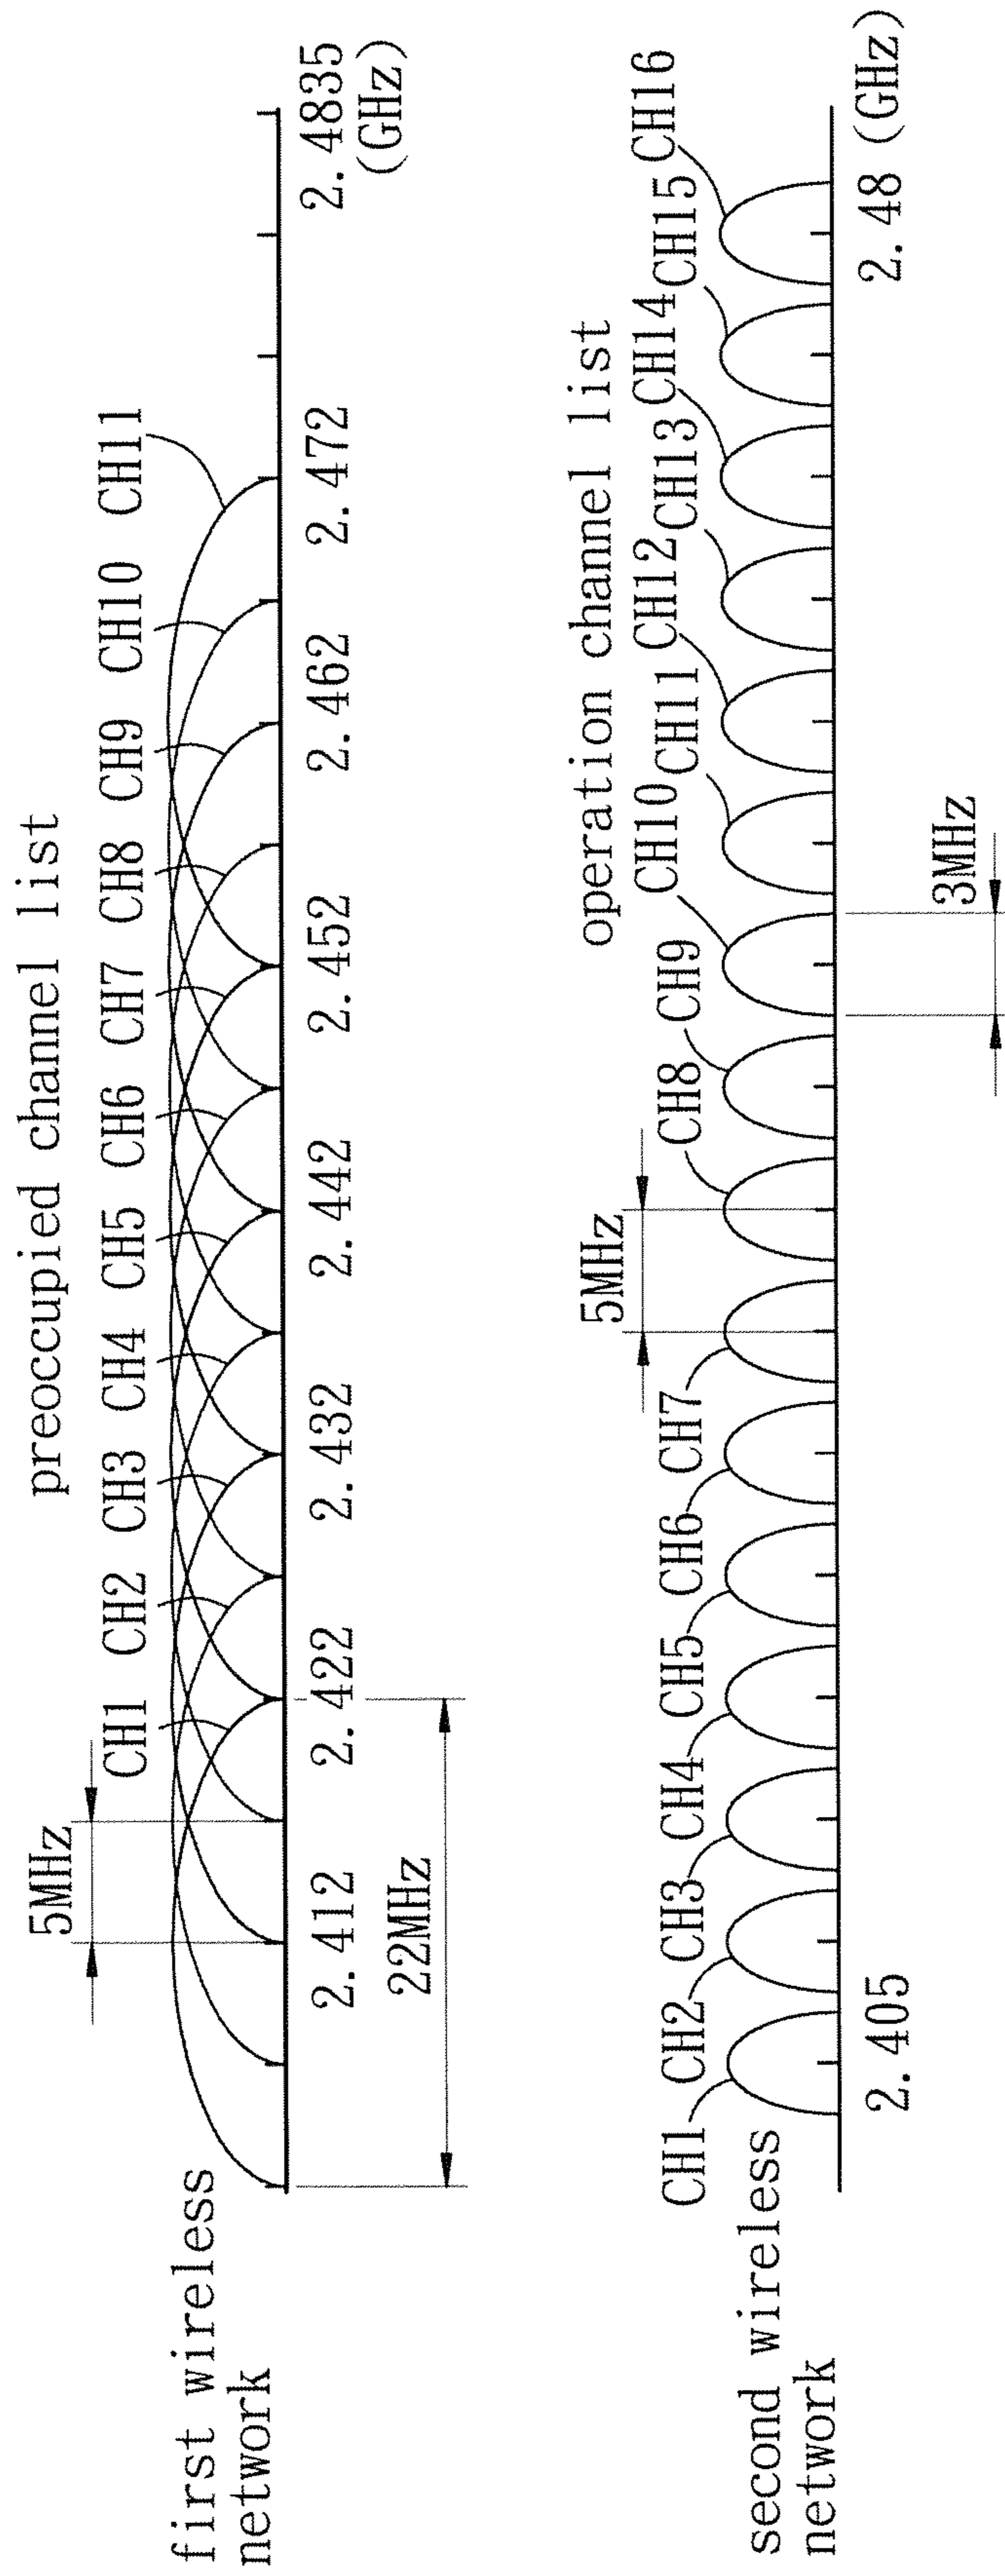 preoccupied channel list
5MHz
CH1 CH2 CH3 CH4 CH5 CH6 CH7 CH8 CH9 CH10 CH11
first wireless
network
2.412 2.422 2.432 2.442 2.452 2.462 2.472 2.4835
(GHz)
22MHz
operation channel list
5MHz
CH1 CH2 CH3 CH4 CH5 CH6 CH7 CH8 CH9 CH10 CH11 CH12 CH13 CH14 CH15 CH16
second wireless
network
2.405 2.48 (GHz)
3MHz